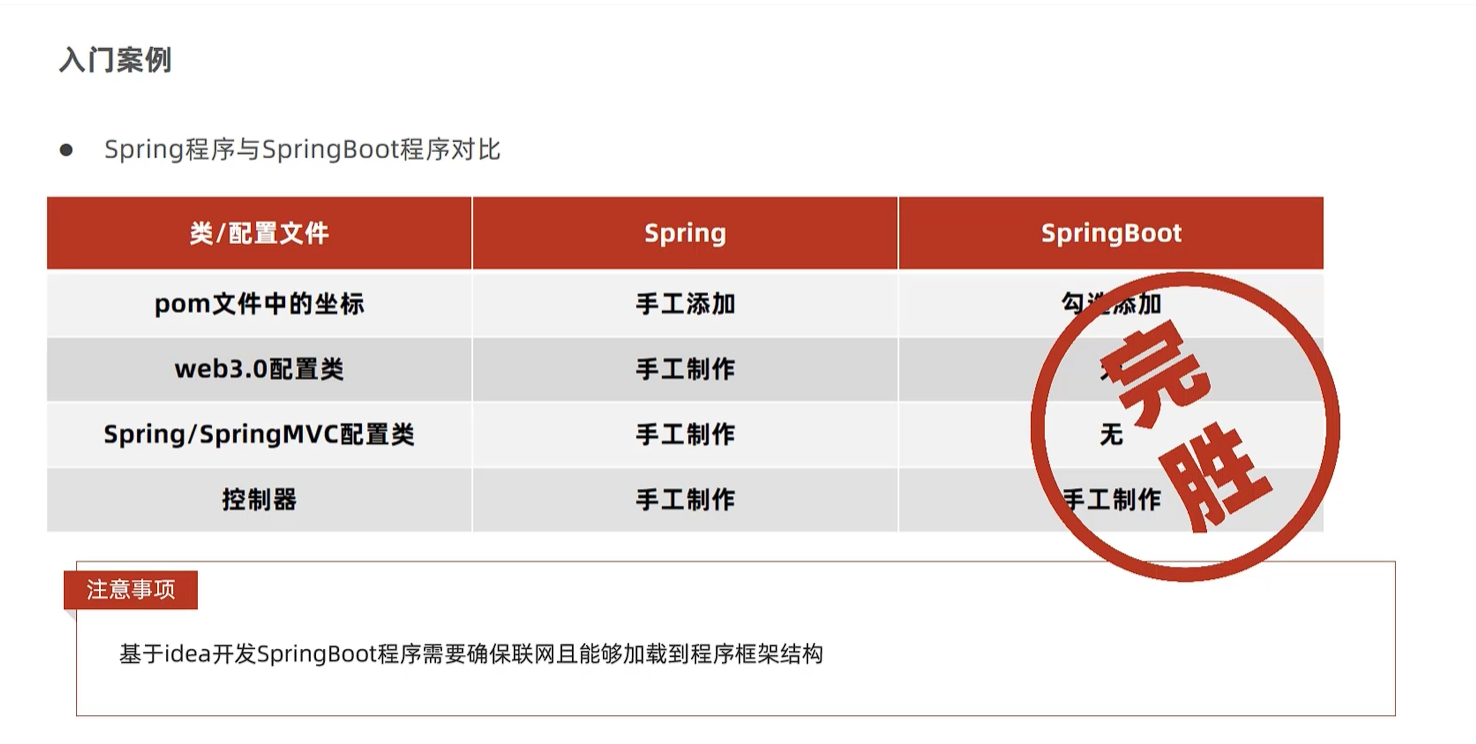 入门案例
● Spring程序与SpringBoot程序对比
类/配置文件 Spring SpringBoot
pom文件中的坐标 手工添加 勾选添加
web3.0配置类 手工制作
Spring/SpringMVC配置类 手工制作 无
控制器 手工制作 手工制作
完胜
注意事项
基于idea开发SpringBoot程序需要确保联网且能够加载到程序框架结构